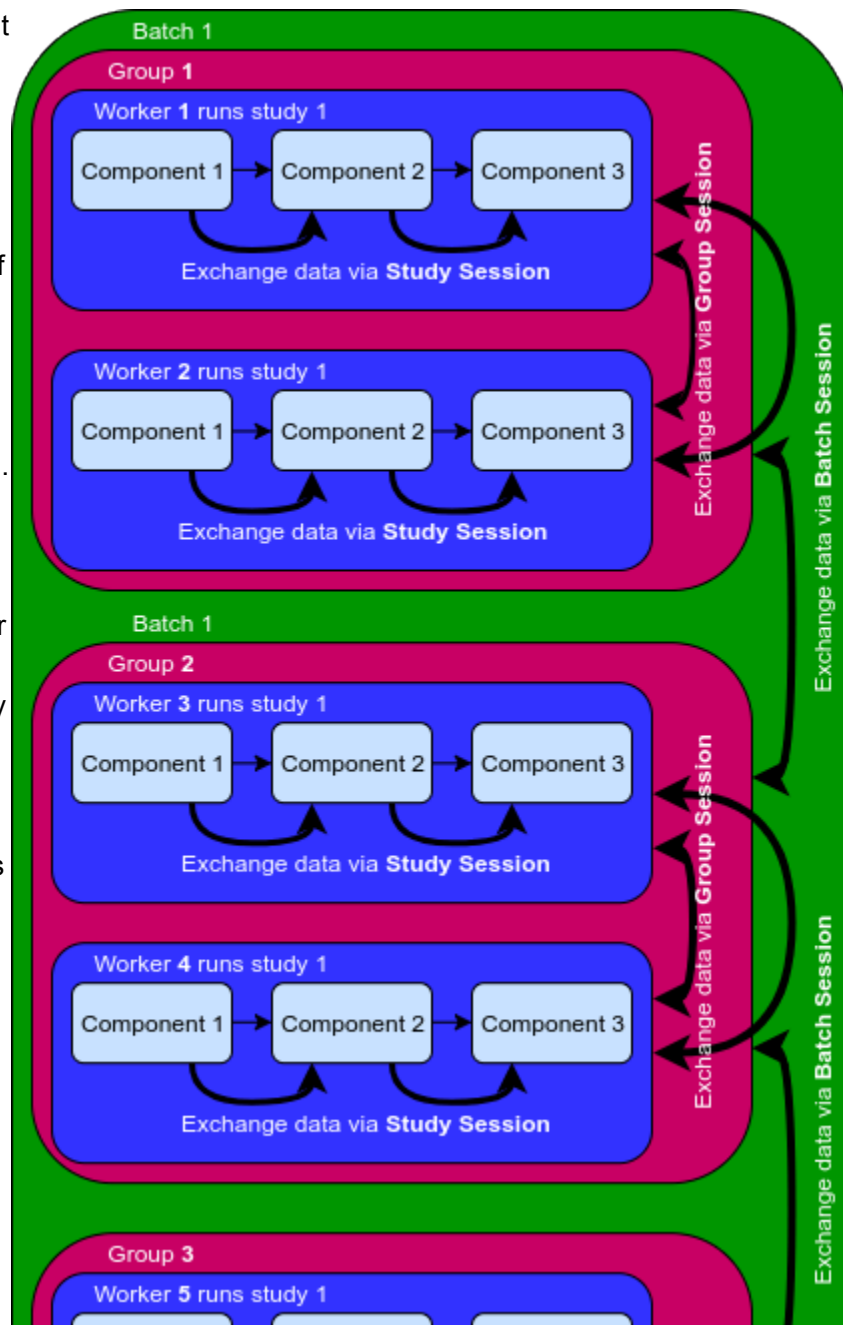 t
Batch 1
Group 1
Worker 1 runs study 1
Component 1
Component 2
Component 3
Exchange data via Study Session
f
Worker 2 runs study 1
Component 1
Component 2
Component 3
Exchange data via Study Session
.
Exchange data via Group Session
Exchange data via Batch Session
r
Batch 1
Group 2
y
Worker 3 runs study 1
Component 1
Component 2
Component 3
Exchange data via Study Session
s
Worker 4 runs study 1
Component 1
Component 2
Component 3
Exchange data via Study Session
Exchange data via Group Session
Exchange data via Batch Session
Group 3
Worker 5 runs study 1